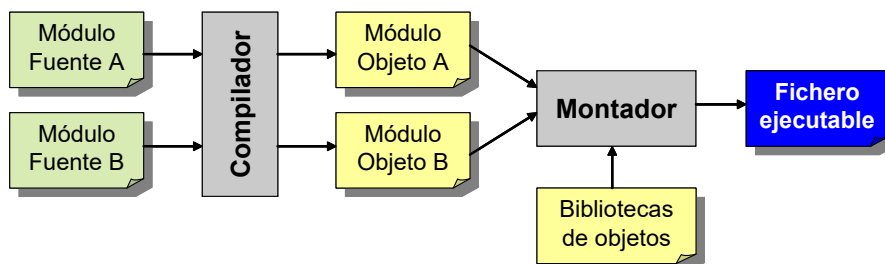 Módulo
Fuente A
Compilador
Módulo
Objeto A
Montador
Fichero
ejecutable
Módulo
Fuente B
Módulo
Objeto B
Bibliotecas
de objetos